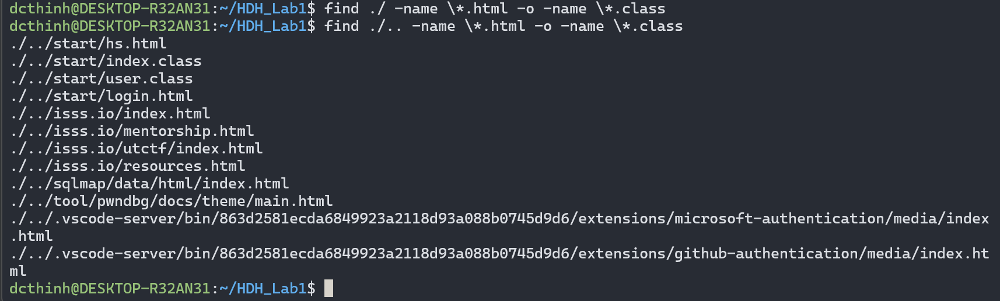 dcthinh@DESKTOP-R32AN31:~/HDH_Lab1$ find ./ -name \*.html -o -name \*.class
dcthinh@DESKTOP-R32AN31:~/HDH_Lab1$ find ./.. -name \*.html -o -name \*.class
./../start/hs.html
./../start/index.class
./../start/user.class
./../start/login.html
./../isss.io/index.html
./../isss.io/mentorship.html
./../isss.io/utctf/index.html
./../isss.io/resources.html
./../sqlmap/data/html/index.html
./../tool/pwndbg/docs/theme/main.html
./../.vscode-server/bin/863d2581ecda6849923a2118d93a088b0745d9d6/extensions/microsoft-authentication/media/index
.html
./../.vscode-server/bin/863d2581ecda6849923a2118d93a088b0745d9d6/extensions/github-authentication/media/index.ht
ml
dcthinh@DESKTOP-R32AN31:~/HDH_Lab1$